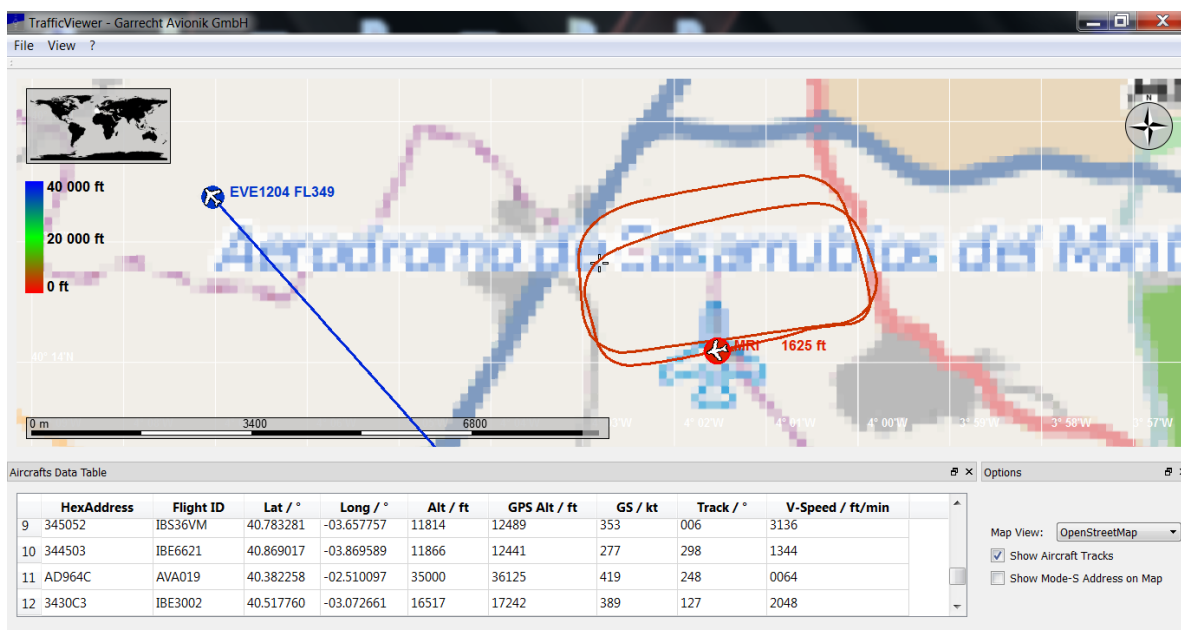 TrafficViewer - Garrecht Avionik GmbH
File View ?
N
40 000 ft
20 000 ft
0 ft
EVE1204 FL349
MRI 1625 ft
40° 14'N
0 m 3400 6800
4° 02'W 4° 01'W 4° 00'W 3° 59'W 3° 58'W 3° 57'W
Aircrafts Data Table
HexAddress Flight ID Lat / ° Long / ° Alt / ft GPS Alt / ft GS / kt Track / ° V-Speed / ft/min
9 345052 IBS36VM 40.783281 -03.657757 11814 12489 353 006 3136
10 344503 IBE6621 40.869017 -03.869589 11866 12441 277 298 1344
11 AD964C AVA019 40.382258 -02.510097 35000 36125 419 248 0064
12 3430C3 IBE3002 40.517760 -03.072661 16517 17242 389 127 2048
Options
Map View: OpenStreetMap
Show Aircraft Tracks
Show Mode-S Address on Map